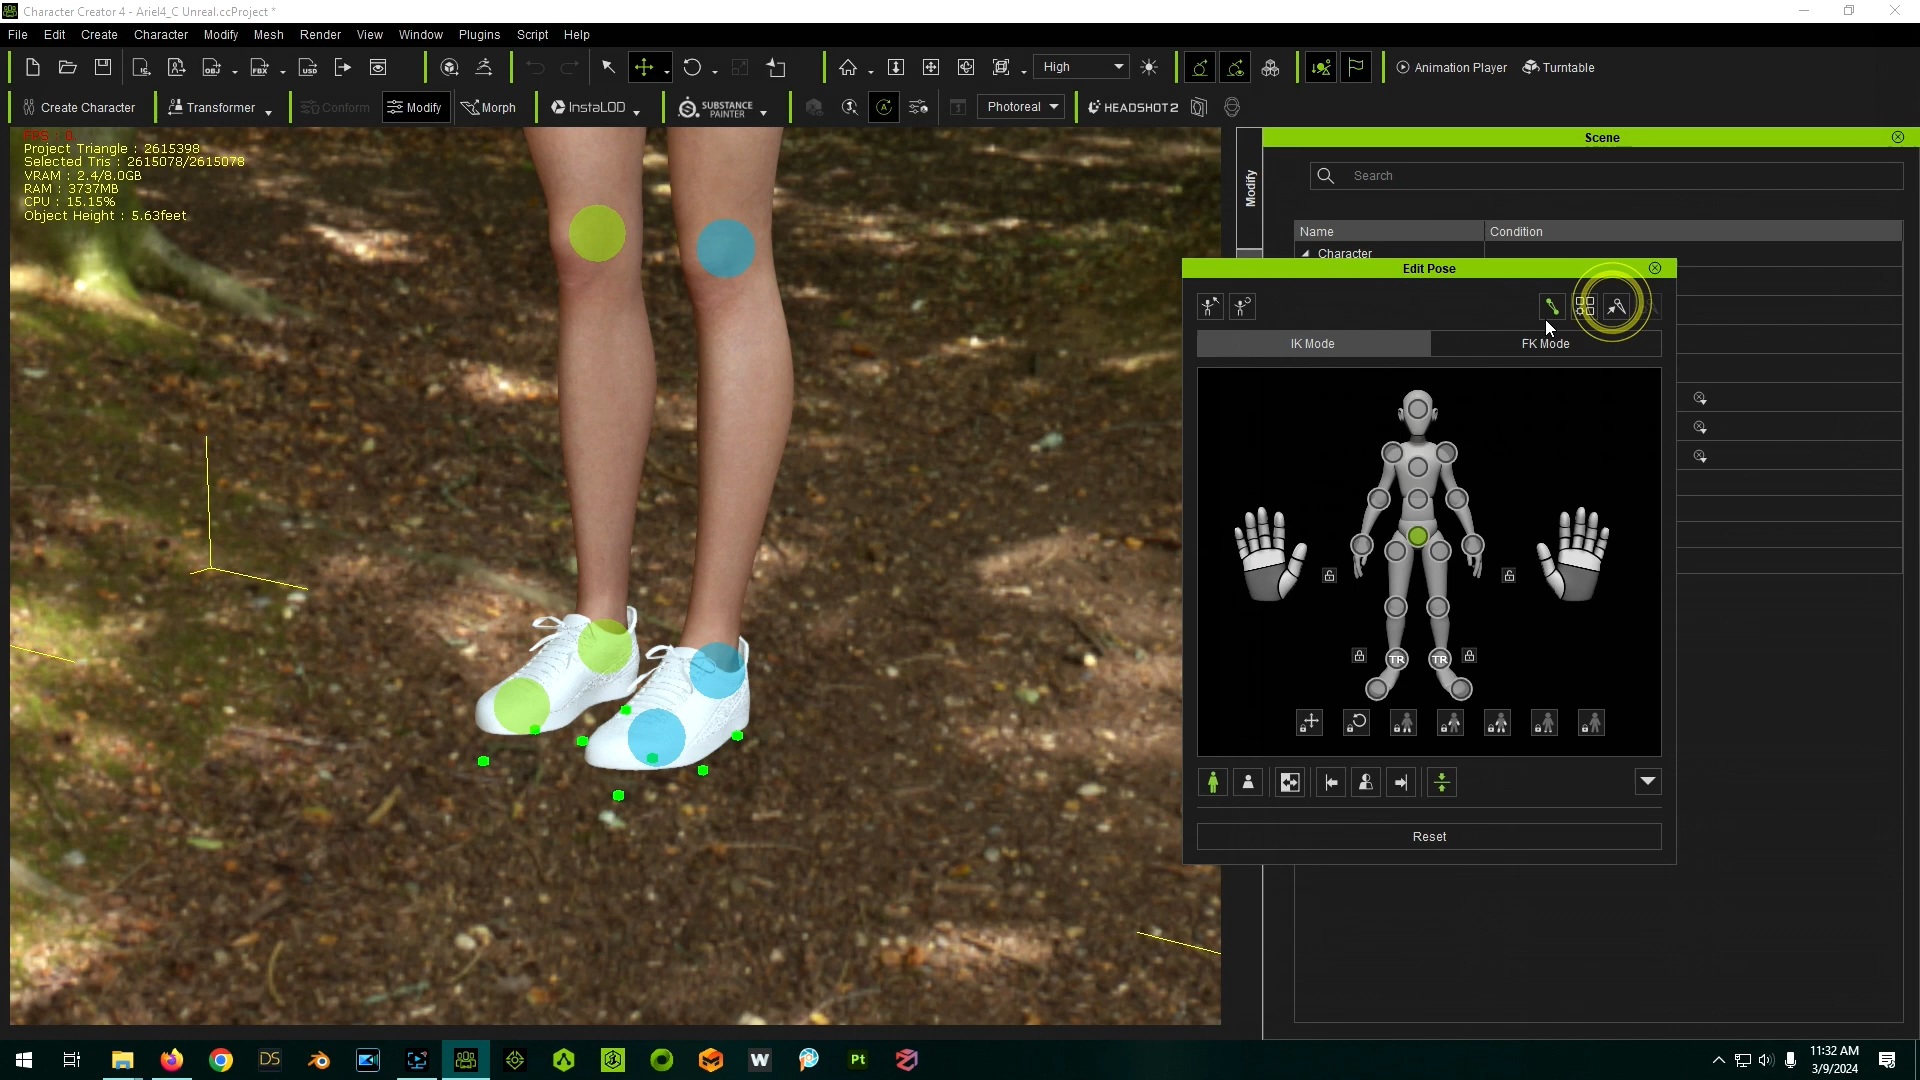 Character Creator 4 - Ariel4_C Unreal.ccProject *
File Edit Create Character Modify Mesh Render View Window Plugins Script Help
High Animation Player Turntable
Create Character Transformer Conform Modify Morph InstaLOD SUBSTANCE PAINTER Photoreal HEADSHOT 2
FPS : 0
Project Triangle : 2615398
Selected Tris : 2615078/2615078
VRAM : 2.4/8.0GB
RAM : 3737MB
CPU : 15.15%
Object Height : 5.63feet
Modify
Scene
Search
Name Condition
Character
Edit Pose
IK Mode FK Mode
TR TR
Reset
DS W Pt
11:32 AM
3/9/2024